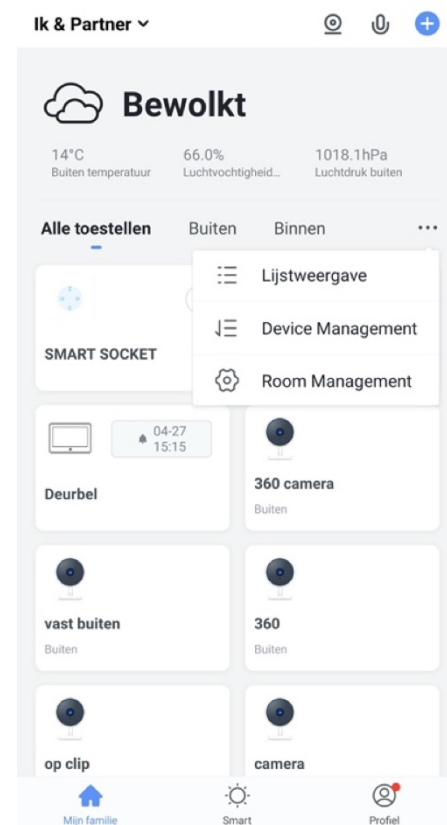 Ik & Partner
Bewolkt
14°C
66.0%
1018.1hPa
Buiten temperatuur
Luchtvochtigheid...
Luchtdruk buiten
Alle toestellen
Buiten
Binnen
Lijstweergave
Device Management
Room Management
SMART SOCKET
04-27
15:15
Deurbel
360 camera
Buiten
vast buiten
Buiten
360
Buiten
op clip
camera
Mijn familie
Smart
Profiel